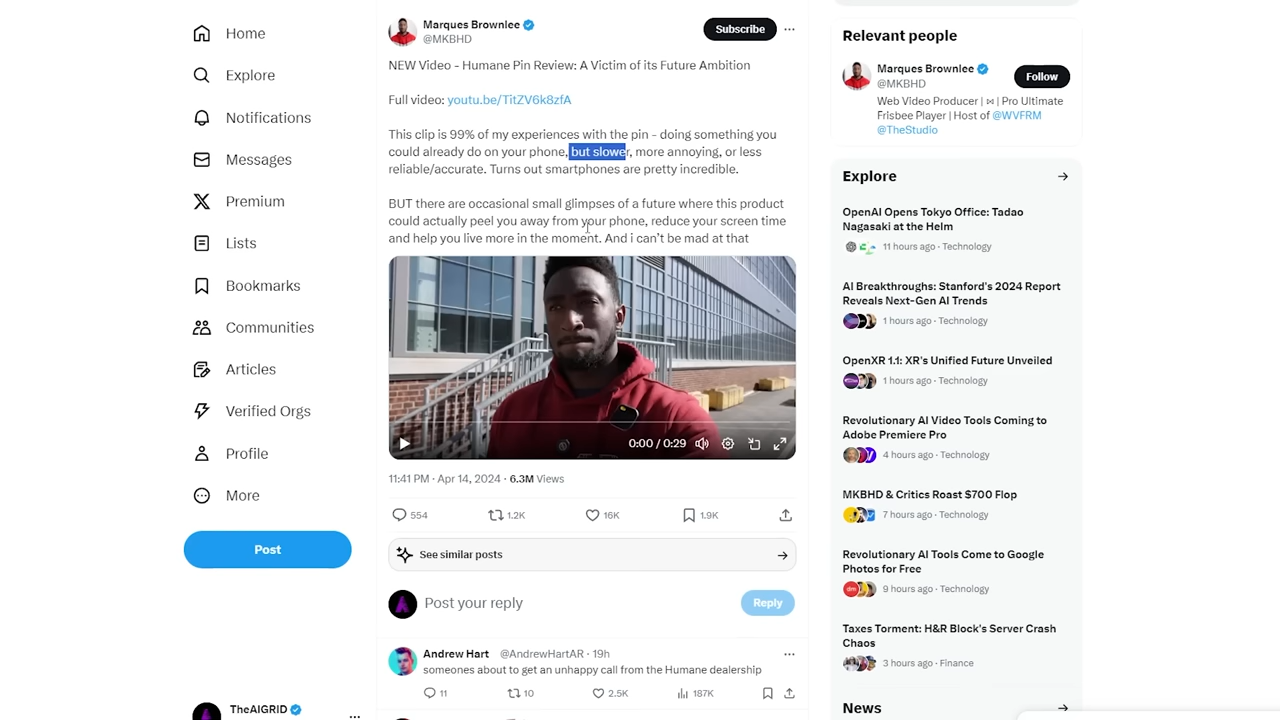 Home
Explore
Notifications
Messages
Premium
Lists
Bookmarks
Communities
Articles
Verified Orgs
Profile
More
Post
TheAIGRID
Marques Brownlee
@MKBHD
Subscribe
NEW Video - Humane Pin Review: A Victim of its Future Ambition
Full video: youtu.be/TitZV6k8zfA
This clip is 99% of my experiences with the pin - doing something you
could already do on your phone, but slower, more annoying, or less
reliable/accurate. Turns out smartphones are pretty incredible.
BUT there are occasional small glimpses of a future where this product
could actually peel you away from your phone, reduce your screen time
and help you live more in the moment. And i can't be mad at that
0:00 / 0:29
11:41 PM · Apr 14, 2024 · 6.3M Views
554
1.2K
16K
1.9K
See similar posts
Post your reply
Reply
Andrew Hart @AndrewHartAR · 19h
someones about to get an unhappy call from the Humane dealership
11
10
2.5K
187K
Relevant people
Marques Brownlee
@MKBHD
Follow
Web Video Producer | ⋈ | Pro Ultimate
Frisbee Player | Host of @WVFRM
@TheStudio
Explore
OpenAI Opens Tokyo Office: Tadao
Nagasaki at the Helm
11 hours ago · Technology
AI Breakthroughs: Stanford's 2024 Report
Reveals Next-Gen AI Trends
1 hours ago · Technology
OpenXR 1.1: XR's Unified Future Unveiled
1 hours ago · Technology
Revolutionary AI Video Tools Coming to
Adobe Premiere Pro
4 hours ago · Technology
MKBHD & Critics Roast $700 Flop
7 hours ago · Technology
Revolutionary AI Tools Come to Google
Photos for Free
9 hours ago · Technology
Taxes Torment: H&R Block's Server Crash
Chaos
3 hours ago · Finance
News